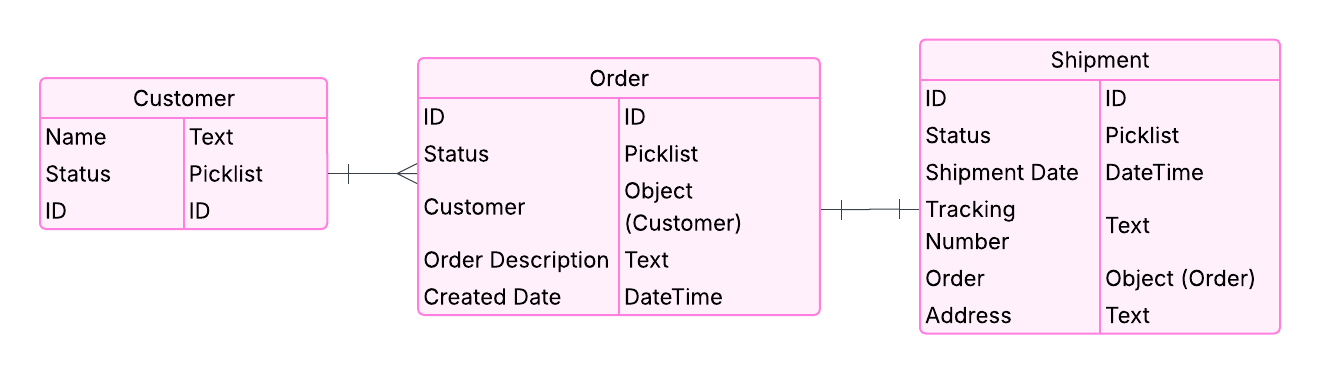 Customer
Name Text
Status Picklist
ID ID
Order
ID ID
Status Picklist
Customer Object
(Customer)
Order Description Text
Created Date DateTime
Shipment
ID ID
Status Picklist
Shipment Date DateTime
Tracking
Number Text
Order Object (Order)
Address Text